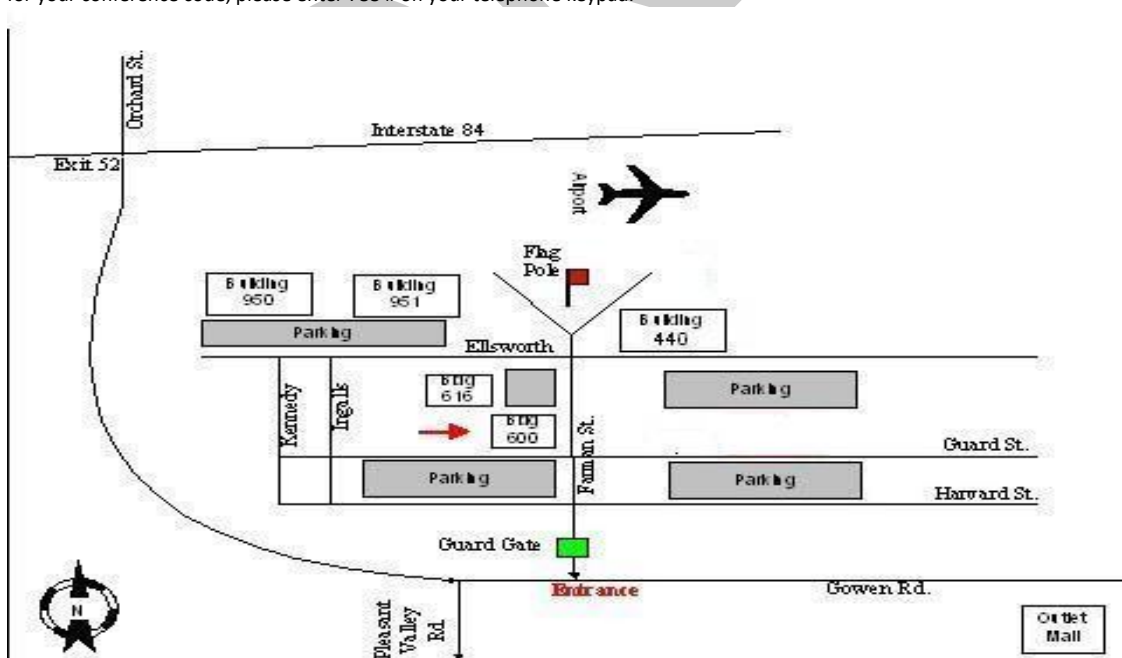 Orchard St.
Interstate 84
Exit 52
Airport
Flag
Pole
Building
950
Building
951
Parking
Building
440
Ellsworth
Bldg
616
Parking
Kennedy
Ingalls
Bldg
600
Farman St.
Guard St.
Parking
Parking
Harvard St.
Guard Gate
Entrance
Gowen Rd.
Pleasant
Valley
Rd.
N
Outlet
Mall